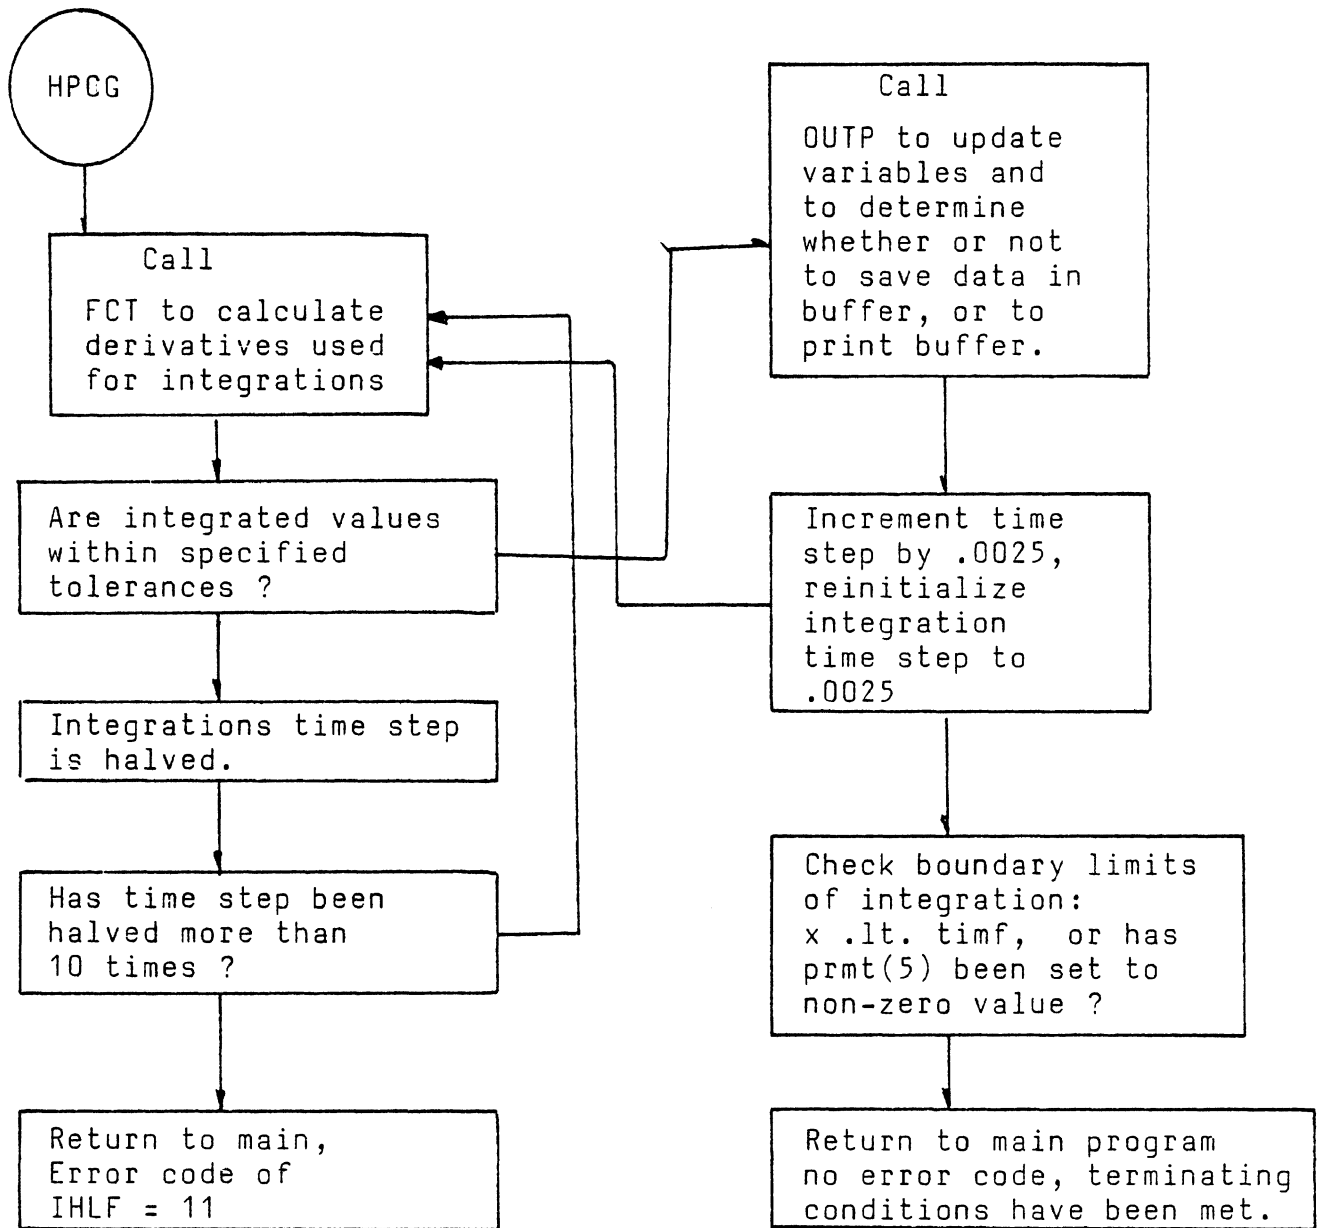 HPCG
Call
FCT to calculate
derivatives used
for integrations
Are integrated values
within specified
tolerances ?
Integrations time step
is halved.
Has time step been
halved more than
10 times ?
Return to main,
Error code of
IHLF = 11
Call
OUTP to update
variables and
to determine
whether or not
to save data in
buffer, or to
print buffer.
Increment time
step by .0025,
reinitialize
integration
time step to
.0025
Check boundary limits
of integration:
x .lt. timf, or has
prmt(5) been set to
non-zero value ?
Return to main program
no error code, terminating
conditions have been met.